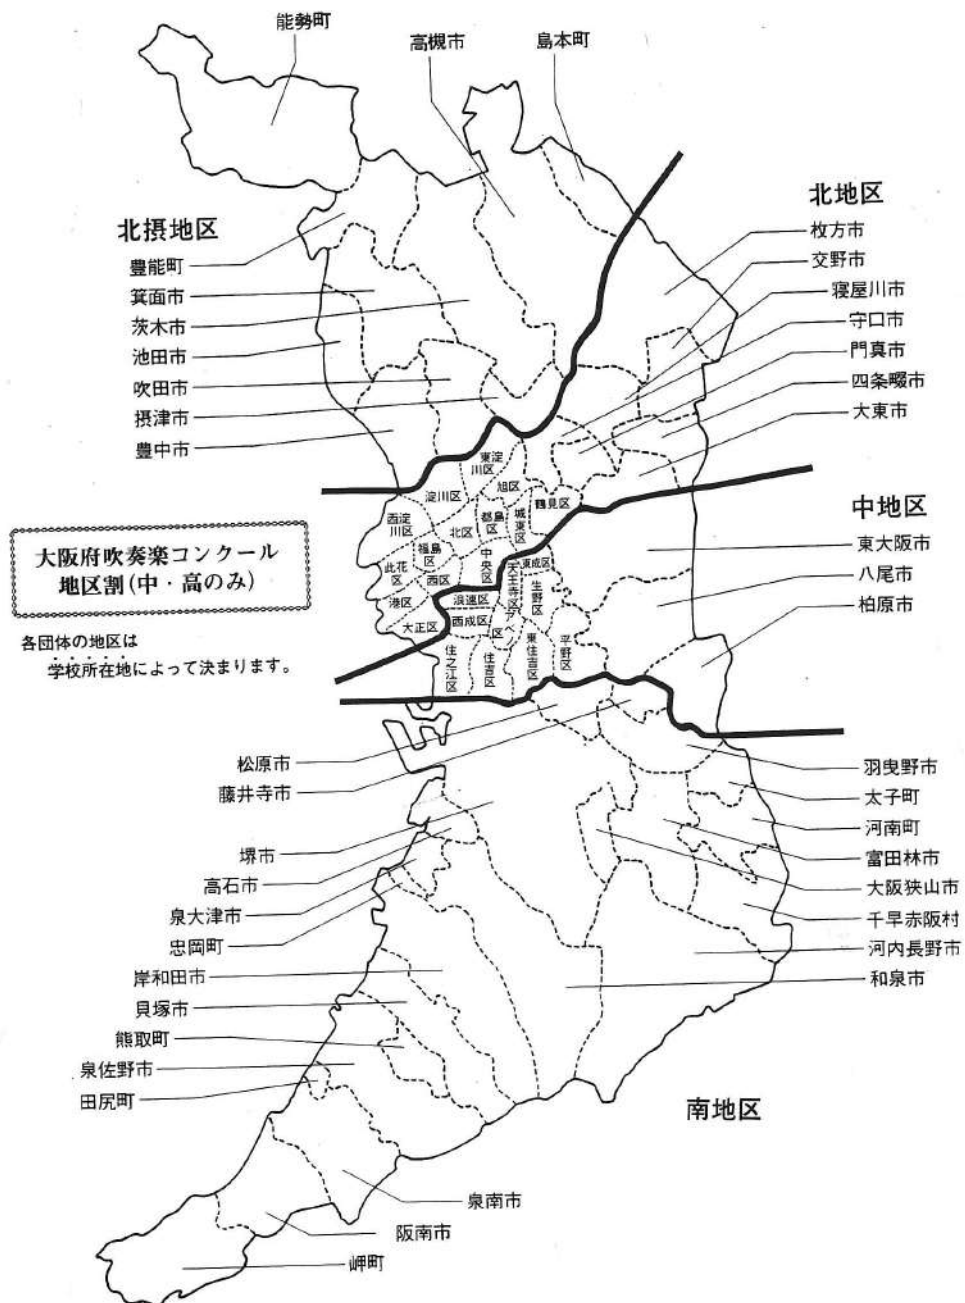 能勢町
高槻市
島本町
北摂地区
豊能町
箕面市
茨木市
池田市
吹田市
摂津市
豊中市
北地区
枚方市
交野市
寝屋川市
守口市
門真市
四条畷市
大東市
東淀
川区
旭区
淀川区
鶴見区
西淀
川区
北区
都島
区
城東区
福島
区
中央区
此花
区
西区
港区
大正区
中地区
東大阪市
八尾市
柏原市
東成区
天王寺区
生野区
浪速区
西成区
アベノ区
平野区
東住吉区
住吉区
住之江区
大阪府吹奏楽コンクール
地区割(中・高のみ)
各団体の地区は
学校所在地によって決まります。
松原市
藤井寺市
堺市
高石市
泉大津市
忠岡町
岸和田市
貝塚市
熊取町
泉佐野市
田尻町
羽曳野市
太子町
河南町
富田林市
大阪狭山市
千早赤阪村
河内長野市
和泉市
南地区
泉南市
阪南市
岬町